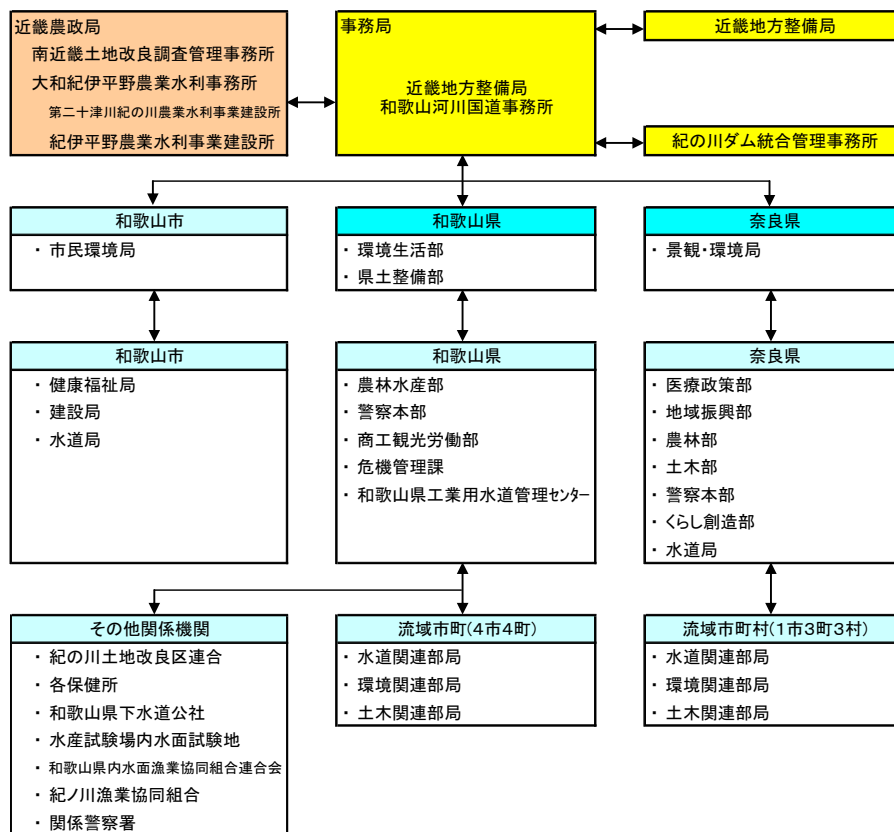 近畿農政局
南近畿土地改良調査管理事務所
大和紀伊平野農業水利事務所
第二十津川紀の川農業水利事業建設所
紀伊平野農業水利事業建設所
事務局
近畿地方整備局
和歌山河川国道事務所
近畿地方整備局
紀の川ダム統合管理事務所
和歌山市
・ 市民環境局
和歌山県
・ 環境生活部
・ 県土整備部
奈良県
・ 景観・環境局
和歌山市
・ 健康福祉局
・ 建設局
・ 水道局
和歌山県
・ 農林水産部
・ 警察本部
・ 商工観光労働部
・ 危機管理課
・ 和歌山県工業用水道管理センター
奈良県
・ 医療政策部
・ 地域振興部
・ 農林部
・ 土木部
・ 警察本部
・ くらし創造部
・ 水道局
その他関係機関
・ 紀の川土地改良区連合
・ 各保健所
・ 和歌山県下水道公社
・ 水産試験場内水面試験地
・ 和歌山県内水面漁業協同組合連合会
・ 紀ノ川漁業協同組合
・ 関係警察署
流域市町(4市4町)
・ 水道関連部局
・ 環境関連部局
・ 土木関連部局
流域市町村(1市3町3村)
・ 水道関連部局
・ 環境関連部局
・ 土木関連部局